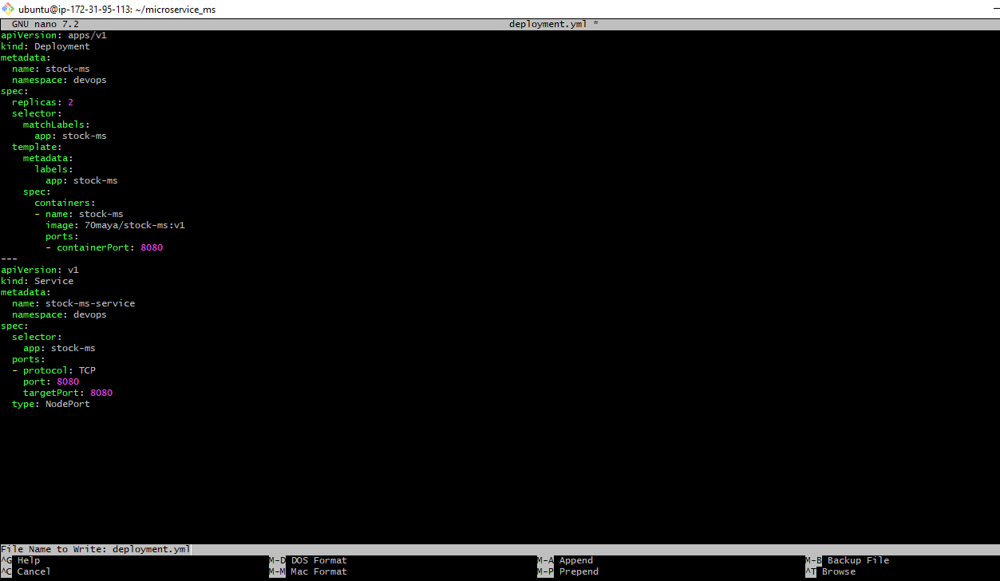 ubuntu@ip-172-31-95-113: ~/microservice_ms
GNU nano 7.2 deployment.yml *
apiVersion: apps/v1
kind: Deployment
metadata:
  name: stock-ms
  namespace: devops
spec:
  replicas: 2
  selector:
    matchLabels:
      app: stock-ms
  template:
    metadata:
      labels:
        app: stock-ms
    spec:
      containers:
      - name: stock-ms
        image: 70maya/stock-ms:v1
        ports:
        - containerPort: 8080
---
apiVersion: v1
kind: Service
metadata:
  name: stock-ms-service
  namespace: devops
spec:
  selector:
    app: stock-ms
  ports:
  - protocol: TCP
    port: 8080
    targetPort: 8080
  type: NodePort
File Name to Write: deployment.yml
^G Help M-D DOS Format M-A Append M-B Backup File
^C Cancel M-M Mac Format M-P Prepend ^T Browse